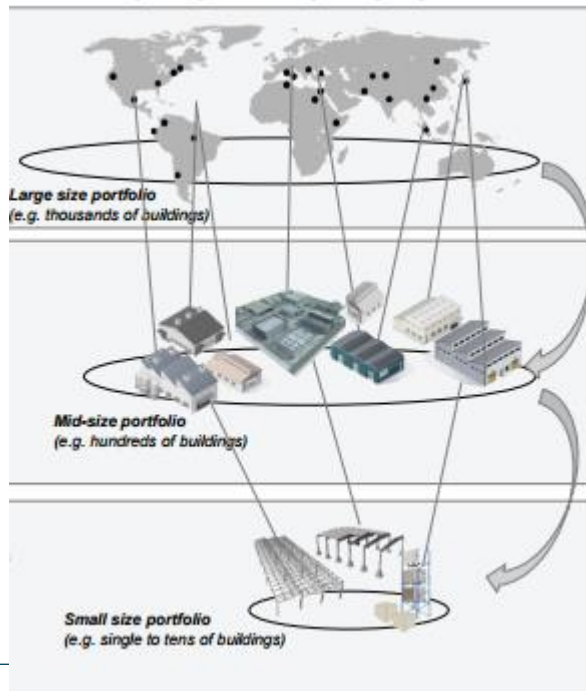 Large size portfolio
(e.g. thousands of buildings)
Mid-size portfolio
(e.g. hundreds of buildings)
Small size portfolio
(e.g. single to tens of buildings)